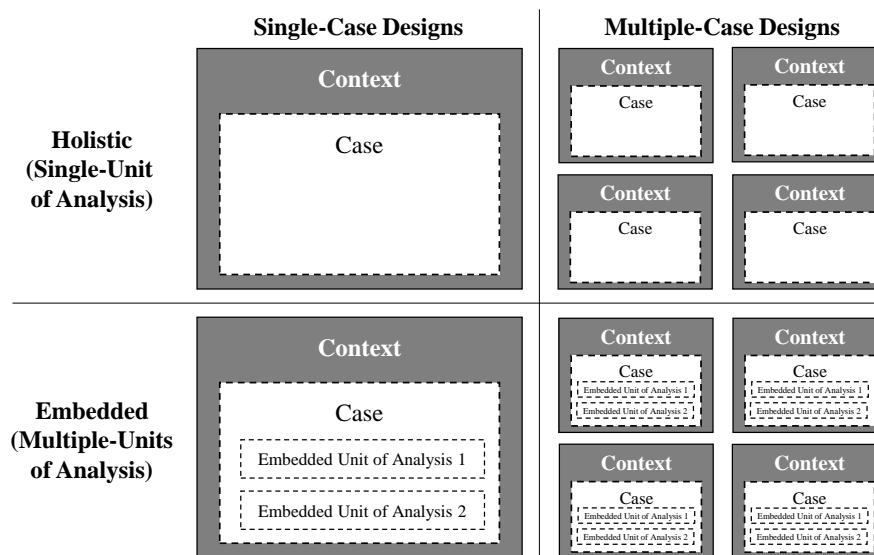 Single-Case Designs
Multiple-Case Designs
Holistic
(Single-Unit
of Analysis)
Context
Case
Context
Case
Context
Case
Context
Case
Context
Case
Embedded
(Multiple-Units
of Analysis)
Context
Case
Embedded Unit of Analysis 1
Embedded Unit of Analysis 2
Context
Case
Embedded Unit of Analysis 1
Embedded Unit of Analysis 2
Context
Case
Embedded Unit of Analysis 1
Embedded Unit of Analysis 2
Context
Case
Embedded Unit of Analysis 1
Embedded Unit of Analysis 2
Context
Case
Embedded Unit of Analysis 1
Embedded Unit of Analysis 2